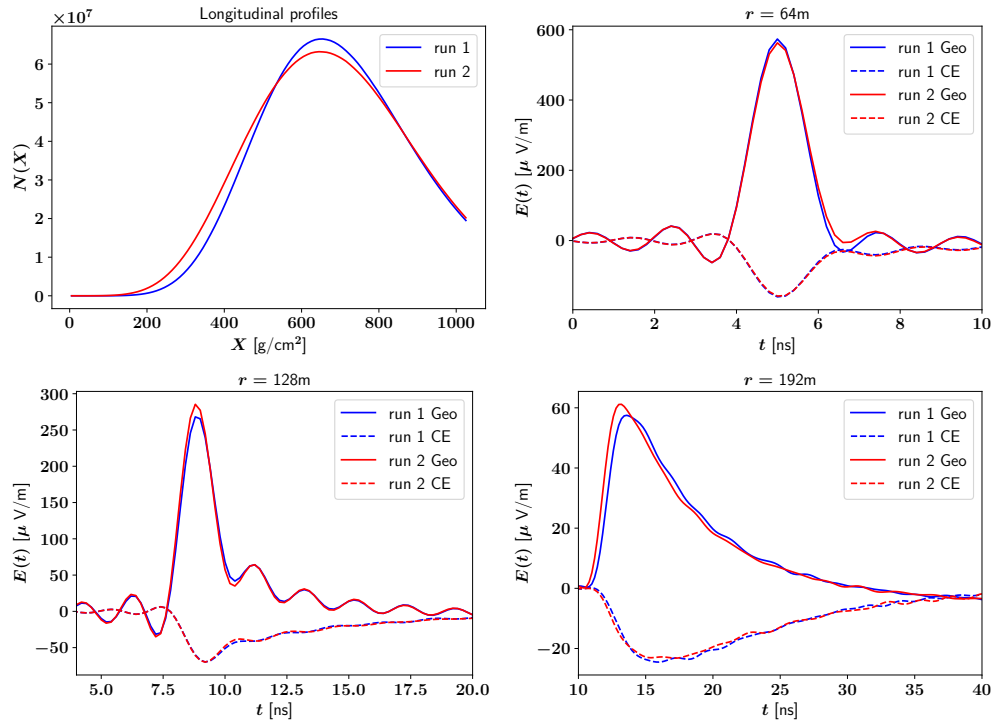 Longitudinal profiles
×10⁷
6
5
4
3
2
1
0
N(X)
0 200 400 600 800 1000
X [g/cm²]
run 1
run 2
r = 64m
600
400
200
0
E(t) [μ V/m]
0 2 4 6 8 10
t [ns]
run 1 Geo
run 1 CE
run 2 Geo
run 2 CE
r = 128m
300
250
200
150
100
50
0
−50
E(t) [μ V/m]
5.0 7.5 10.0 12.5 15.0 17.5 20.0
t [ns]
run 1 Geo
run 1 CE
run 2 Geo
run 2 CE
r = 192m
60
40
20
0
−20
E(t) [μ V/m]
10 15 20 25 30 35 40
t [ns]
run 1 Geo
run 1 CE
run 2 Geo
run 2 CE